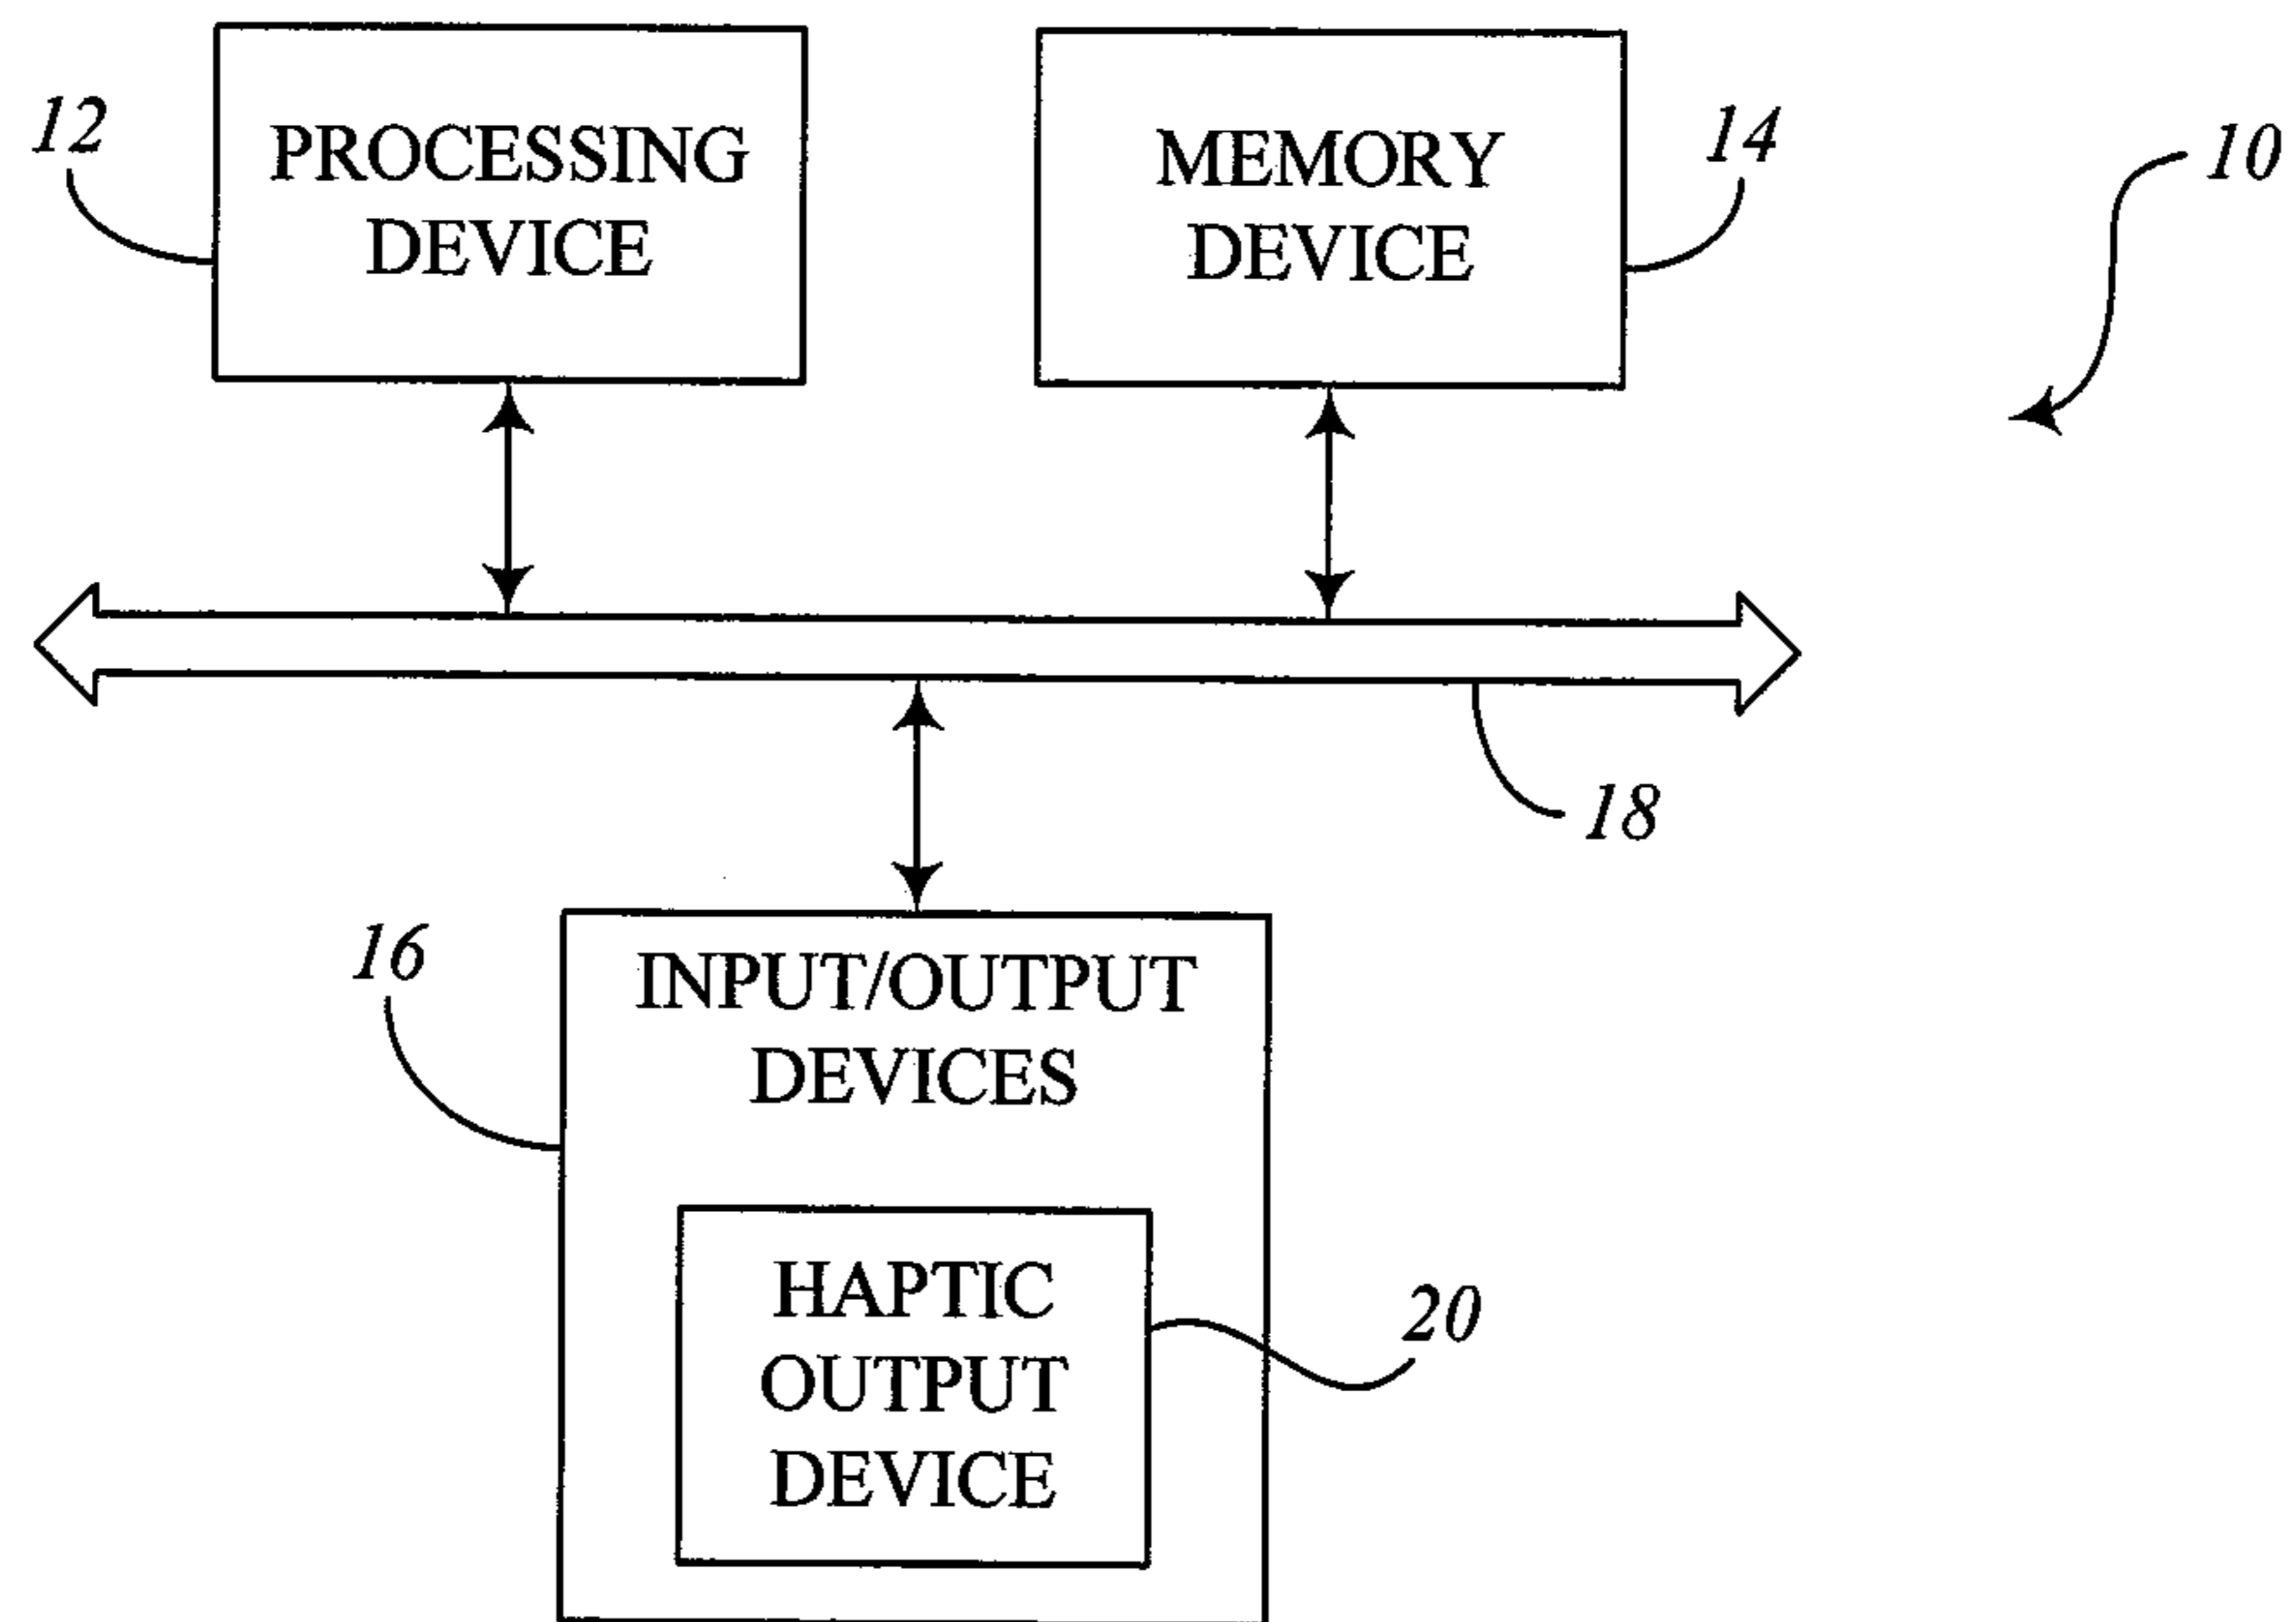 12
PROCESSING
DEVICE
MEMORY
DEVICE
14
10
18
16
INPUT/OUTPUT
DEVICES
HAPTIC
OUTPUT
DEVICE
20